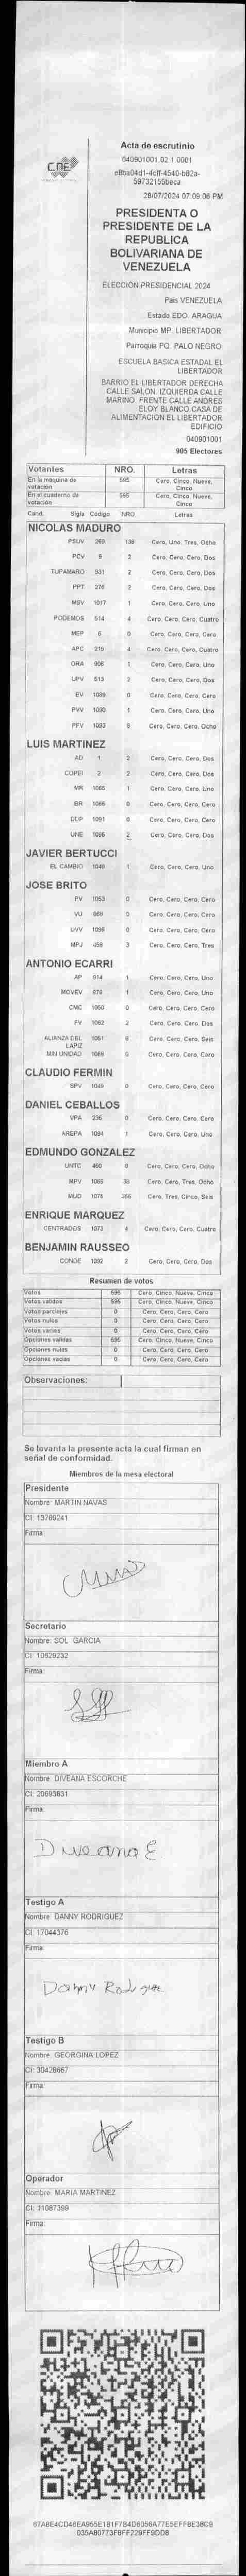 CNE
Acta de escrutinio
040901001.02.1.0001
e8ba04d1-4cff-4540-b82a-
59732155beca
28/07/2024 07:09:06 PM
PRESIDENTA O
PRESIDENTE DE LA
REPUBLICA
BOLIVARIANA DE
VENEZUELA
ELECCIÓN PRESIDENCIAL 2024
Pais VENEZUELA
Estado EDO. ARAGUA
Municipio MP. LIBERTADOR
Parroquia PQ. PALO NEGRO
ESCUELA BASICA ESTADAL EL
LIBERTADOR
BARRIO EL LIBERTADOR DERECHA
CALLE SALON. IZQUIERDA CALLE
MARINO. FRENTE CALLE ANDRES
ELOY BLANCO CASA DE
ALIMENTACION EL LIBERTADOR
EDIFICIO
040901001
905 Electores
Votantes NRO. Letras
En la máquina de votación 595 Cero, Cinco, Nueve, Cinco
En el cuaderno de votación 595 Cero, Cinco, Nueve, Cinco
Cand. Sigla Código NRO. Letras
NICOLAS MADURO
PSUV 269 138 Cero, Uno, Tres, Ocho
PCV 9 2 Cero, Cero, Cero, Dos
TUPAMARO 931 2 Cero, Cero, Cero, Dos
PPT 276 2 Cero, Cero, Cero, Dos
MSV 1017 1 Cero, Cero, Cero, Uno
PODEMOS 514 4 Cero, Cero, Cero, Cuatro
MEP 6 0 Cero, Cero, Cero, Cero
APC 215 4 Cero, Cero, Cero, Cuatro
ORA 906 1 Cero, Cero, Cero, Uno
UPV 513 2 Cero, Cero, Cero, Dos
EV 1089 0 Cero, Cero, Cero, Cero
PVV 1090 1 Cero, Cero, Cero, Uno
PFV 1093 Cero, Cero, Cero, Ocho
LUIS MARTINEZ
AD 1 2 Cero, Cero, Cero, Dos
COPEI 2 2 Cero, Cero, Cero, Dos
MR 1065 1 Cero, Cero, Cero, Uno
BR 1066 0 Cero, Cero, Cero, Cero
DDP 1091 0 Cero, Cero, Cero, Cero
UNE 1095 2 Cero, Cero, Cero, Dos
JAVIER BERTUCCI
EL CAMBIO 1049 1 Cero, Cero, Cero, Uno
JOSE BRITO
PV 1053 0 Cero, Cero, Cero, Cero
VU 969 0 Cero, Cero, Cero, Cero
UVV 1096 0 Cero, Cero, Cero, Cero
MPJ 458 3 Cero, Cero, Cero, Tres
ANTONIO ECARRI
AP 914 1 Cero, Cero, Cero, Uno
MOVEV 870 1 Cero, Cero, Cero, Uno
CMC 1050 0 Cero, Cero, Cero, Cero
FV 1062 2 Cero, Cero, Cero, Dos
ALIANZA DEL LAPIZ 1051 6 Cero, Cero, Cero, Seis
MIN UNIDAD 1068 0 Cero, Cero, Cero, Cero
CLAUDIO FERMIN
SPV 1049 0 Cero, Cero, Cero, Cero
DANIEL CEBALLOS
VPA 236 0 Cero, Cero, Cero, Cero
AREPA 1084 1 Cero, Cero, Cero, Uno
EDMUNDO GONZALEZ
UNTC 460 8 Cero, Cero, Cero, Ocho
MPV 1069 38 Cero, Cero, Tres, Ocho
MUD 1076 356 Cero, Tres, Cinco, Seis
ENRIQUE MARQUEZ
CENTRADOS 1073 4 Cero, Cero, Cero, Cuatro
BENJAMIN RAUSSEO
CONDE 1092 2 Cero, Cero, Cero, Dos
Resumen de votos
Votos 595 Cero, Cinco, Nueve, Cinco
Votos validos 595 Cero, Cinco, Nueve, Cinco
Votos parciales 0 Cero, Cero, Cero, Cero
Votos nulos 0 Cero, Cero, Cero, Cero
Votos vacios 0 Cero, Cero, Cero, Cero
Opciones validas 595 Cero, Cinco, Nueve, Cinco
Opciones nulas 0 Cero, Cero, Cero, Cero
Opciones vacias 0 Cero, Cero, Cero, Cero
Observaciones:
Se levanta la presente acta la cual firman en
señal de conformidad.
Miembros de la mesa electoral
Presidente
Nombre: MARTIN NAVAS
CI: 13769241
Firma:
Secretario
Nombre: SOL GARCIA
CI: 10629232
Firma:
Miembro A
Nombre: DIVEANA ESCORCHE
CI: 20693831
Firma:
Diveana E
Testigo A
Nombre: DANNY RODRIGUEZ
CI: 17044376
Firma:
Danny Rodriguez
Testigo B
Nombre: GEORGINA LOPEZ
CI: 30428667
Firma:
Operador
Nombre: MARIA MARTINEZ
CI: 11087399
Firma:
67A8E4CD46EA955E181F7B4D6056A77E5EFFBE38C9
035A80773F8FF229FF9DD8